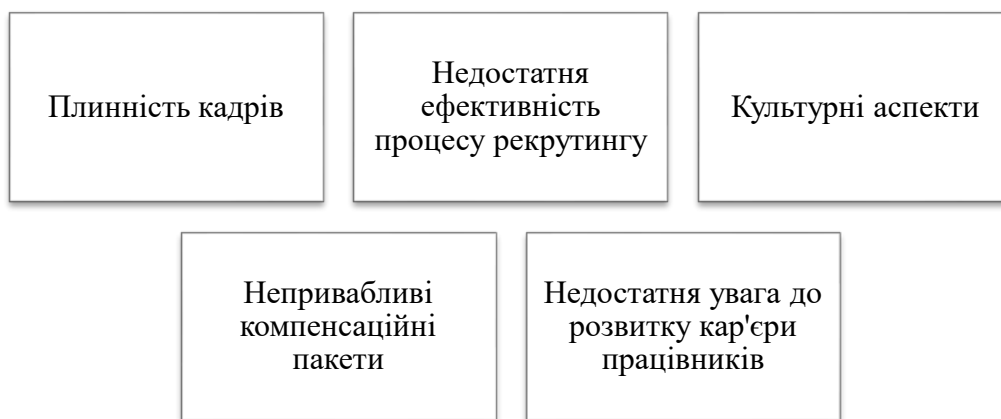 Плинність кадрів
Недостатня
ефективність
процесу рекрутингу
Культурні аспекти
Непривабливі
компенсаційні
пакети
Недостатня увага до
розвитку кар'єри
працівників